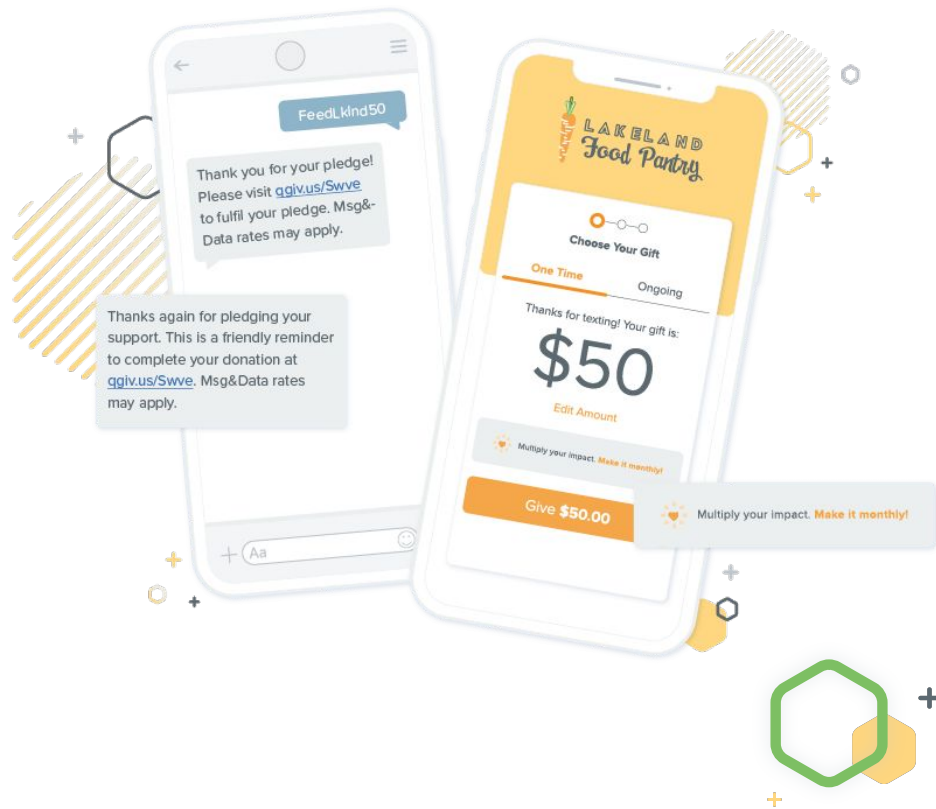 FeedLklnd50
Thank you for your pledge!
Please visit qgiv.us/Swve
to fulfil your pledge. Msg&-
Data rates may apply.
Thanks again for pledging your
support. This is a friendly reminder
to complete your donation at
qgiv.us/Swve. Msg&Data rates
may apply.
Aa
LAKELAND
Food Pantry
Choose Your Gift
One Time
Ongoing
Thanks for texting! Your gift is:
$50
Edit Amount
Multiply your impact. Make it monthly!
Give $50.00
Multiply your impact. Make it monthly!